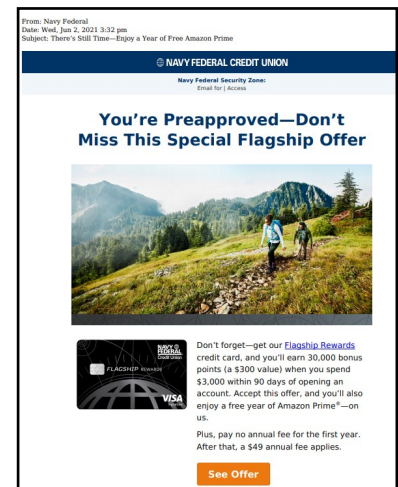 From: Navy Federal
Date: Wed, Jun 2, 2021 3:32 pm
Subject: There's Still Time—Enjoy a Year of Free Amazon Prime
NAVY FEDERAL CREDIT UNION
Navy Federal Security Zone:
Email for | Access
You're Preapproved—Don't
Miss This Special Flagship Offer
NAVY
FEDERAL
Credit Union
FLAGSHIP REWARDS
VISA
Don't forget—get our Flagship Rewards
credit card, and you'll earn 30,000 bonus
points (a $300 value) when you spend
$3,000 within 90 days of opening an
account. Accept this offer, and you'll also
enjoy a free year of Amazon Prime®—on
us.
Plus, pay no annual fee for the first year.
After that, a $49 annual fee applies.
See Offer